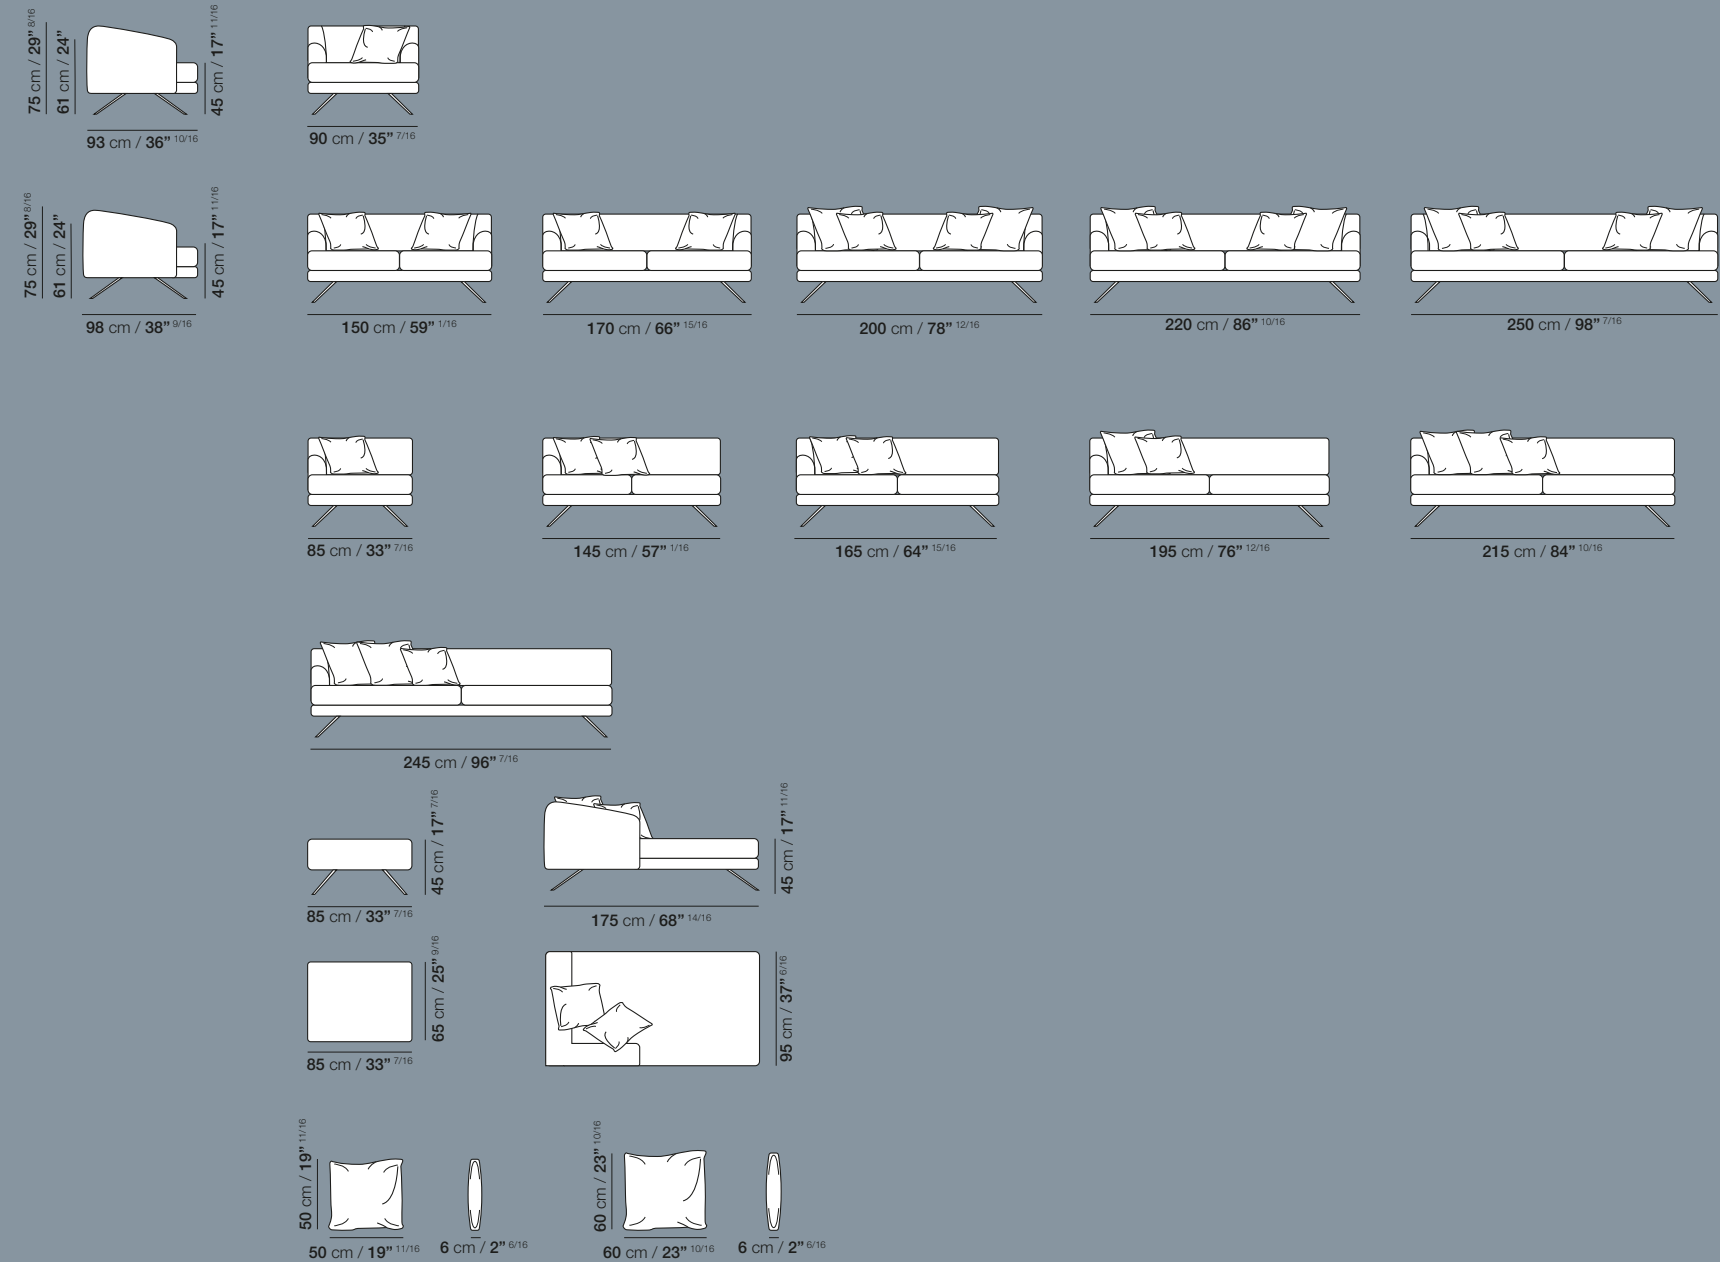 75 cm / 29” 8/16
61 cm / 24”
45 cm / 17” 11/16
93 cm / 36” 10/16
90 cm / 35” 7/16
75 cm / 29” 8/16
61 cm / 24”
45 cm / 17” 11/16
98 cm / 38” 9/16
150 cm / 59” 1/16
170 cm / 66” 15/16
200 cm / 78” 12/16
220 cm / 86” 10/16
250 cm / 98” 7/16
85 cm / 33” 7/16
145 cm / 57” 1/16
165 cm / 64” 15/16
195 cm / 76” 12/16
215 cm / 84” 10/16
245 cm / 96” 7/16
45 cm / 17” 7/16
85 cm / 33” 7/16
45 cm / 17” 11/16
175 cm / 68” 14/16
65 cm / 25” 9/16
85 cm / 33” 7/16
95 cm / 37” 6/16
50 cm / 19” 11/16
50 cm / 19” 11/16
6 cm / 2” 6/16
60 cm / 23” 10/16
60 cm / 23” 10/16
6 cm / 2” 6/16